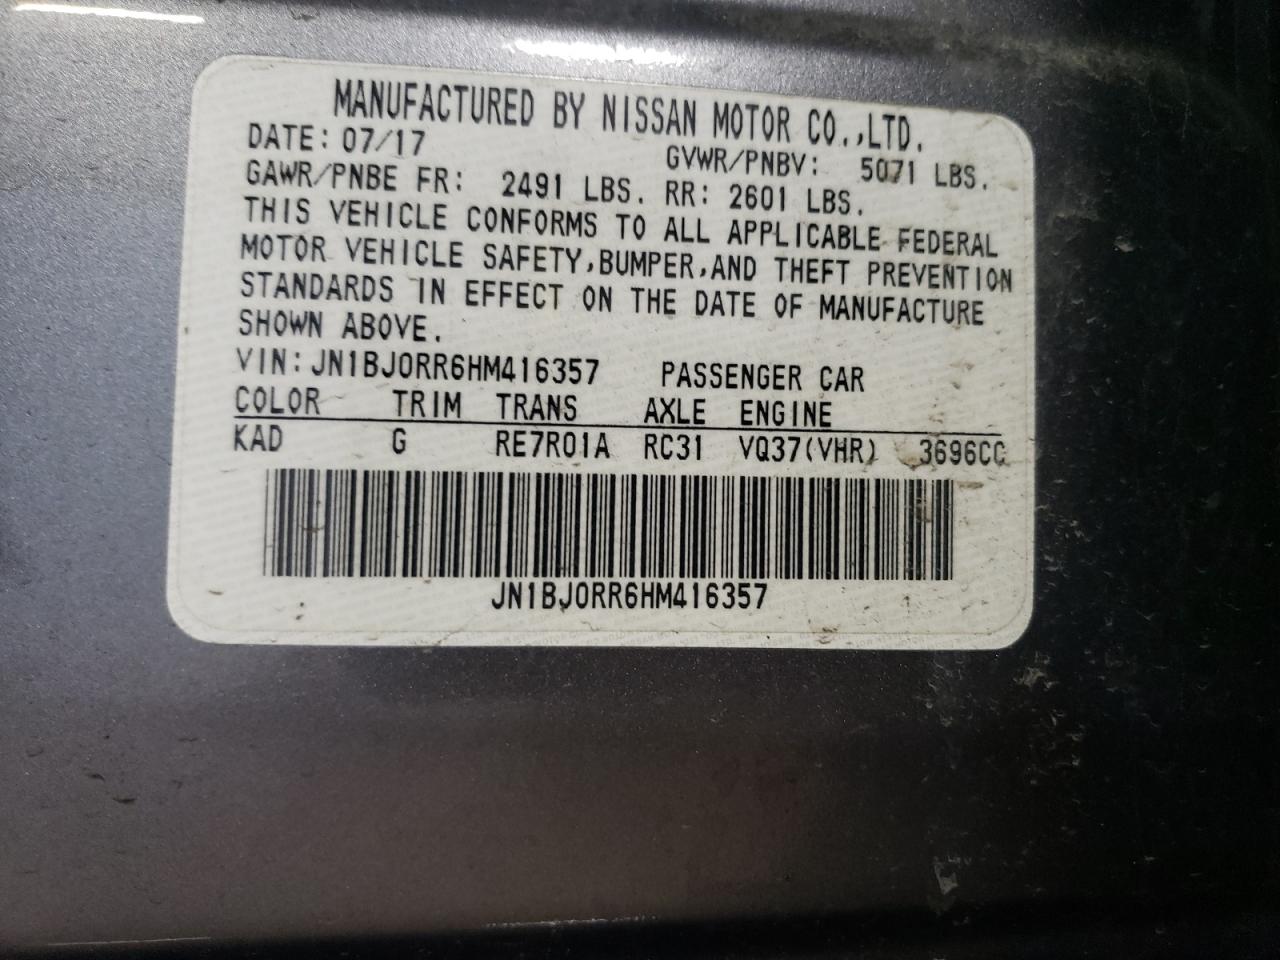 MANUFACTURED BY NISSAN MOTOR CO.,LTD.
DATE: 07/17 GVWR/PNBV: 5071 LBS.
GAWR/PNBE FR: 2491 LBS. RR: 2601 LBS.
THIS VEHICLE CONFORMS TO ALL APPLICABLE FEDERAL
MOTOR VEHICLE SAFETY,BUMPER,AND THEFT PREVENTION
STANDARDS IN EFFECT ON THE DATE OF MANUFACTURE
SHOWN ABOVE.
VIN:JN1BJ0RR6HM416357 PASSENGER CAR
COLOR TRIM TRANS AXLE ENGINE
KAD G RE7R01A RC31 VQ37(VHR) 3696CC
JN1BJ0RR6HM416357